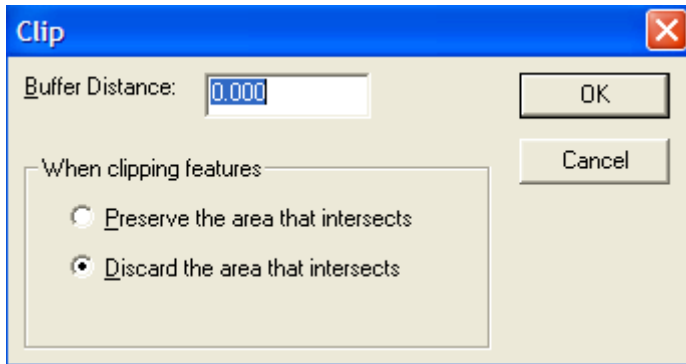 Clip
Buffer Distance: 0.000 OK
Cancel
When clipping features
Preserve the area that intersects
Discard the area that intersects